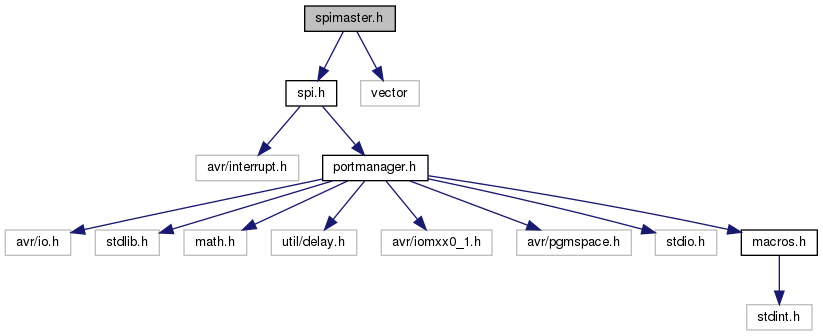 spimaster.h
spi.h
vector
avr/interrupt.h
portmanager.h
avr/io.h
stdlib.h
math.h
util/delay.h
avr/iomxx0_1.h
avr/pgmspace.h
stdio.h
macros.h
stdint.h